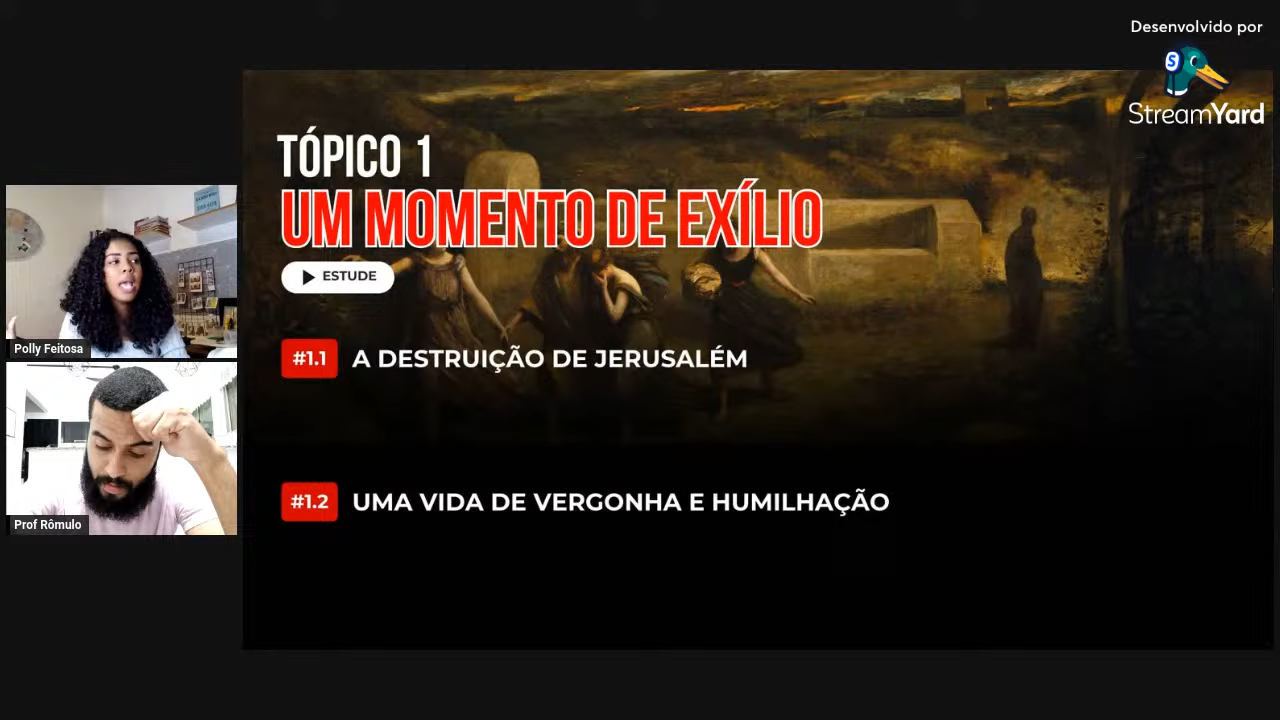 Desenvolvido por
StreamYard
TÓPICO 1
UM MOMENTO DE EXÍLIO
ESTUDE
#1.1 A DESTRUIÇÃO DE JERUSALÉM
#1.2 UMA VIDA DE VERGONHA E HUMILHAÇÃO
Polly Feitosa
Prof Rômulo